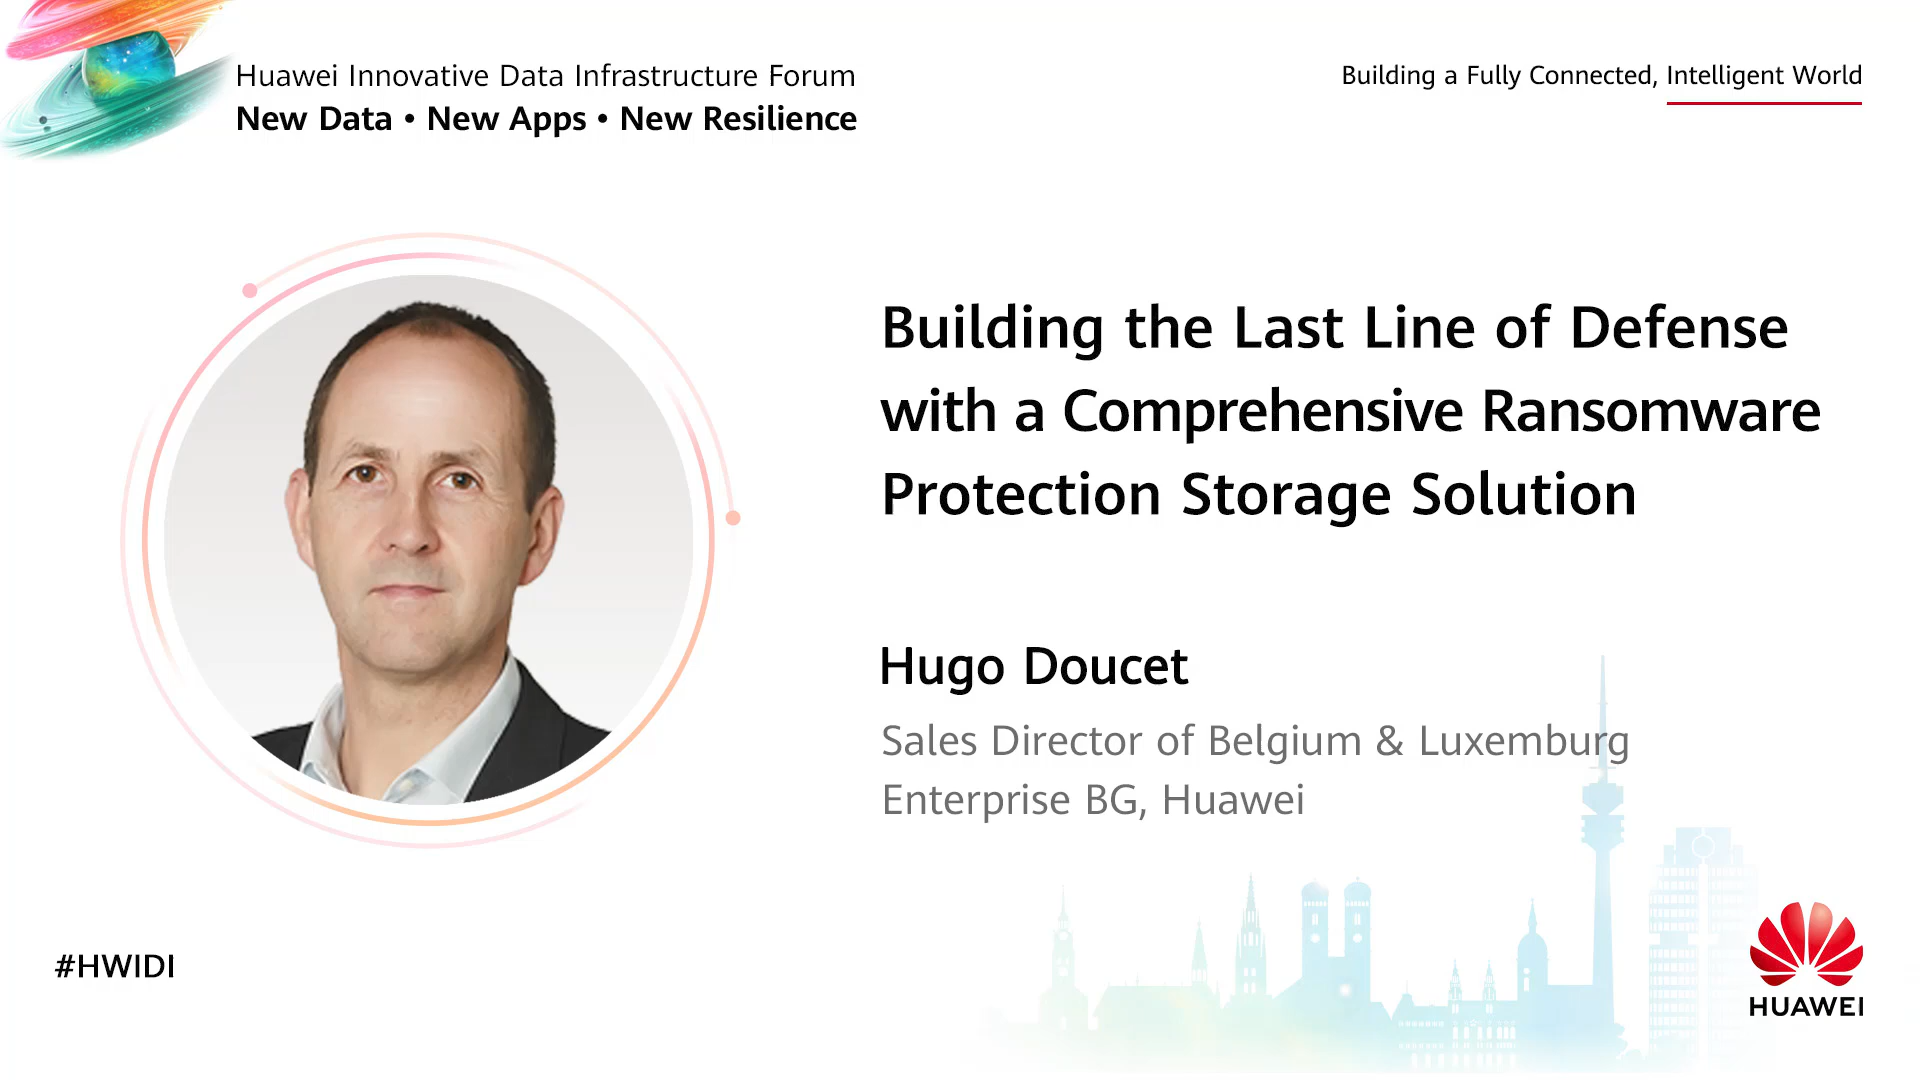 Huawei Innovative Data Infrastructure Forum
New Data • New Apps • New Resilience
Building a Fully Connected, Intelligent World
Building the Last Line of Defense
with a Comprehensive Ransomware
Protection Storage Solution
Hugo Doucet
Sales Director of Belgium & Luxemburg
Enterprise BG, Huawei
#HWIDI
HUAWEI